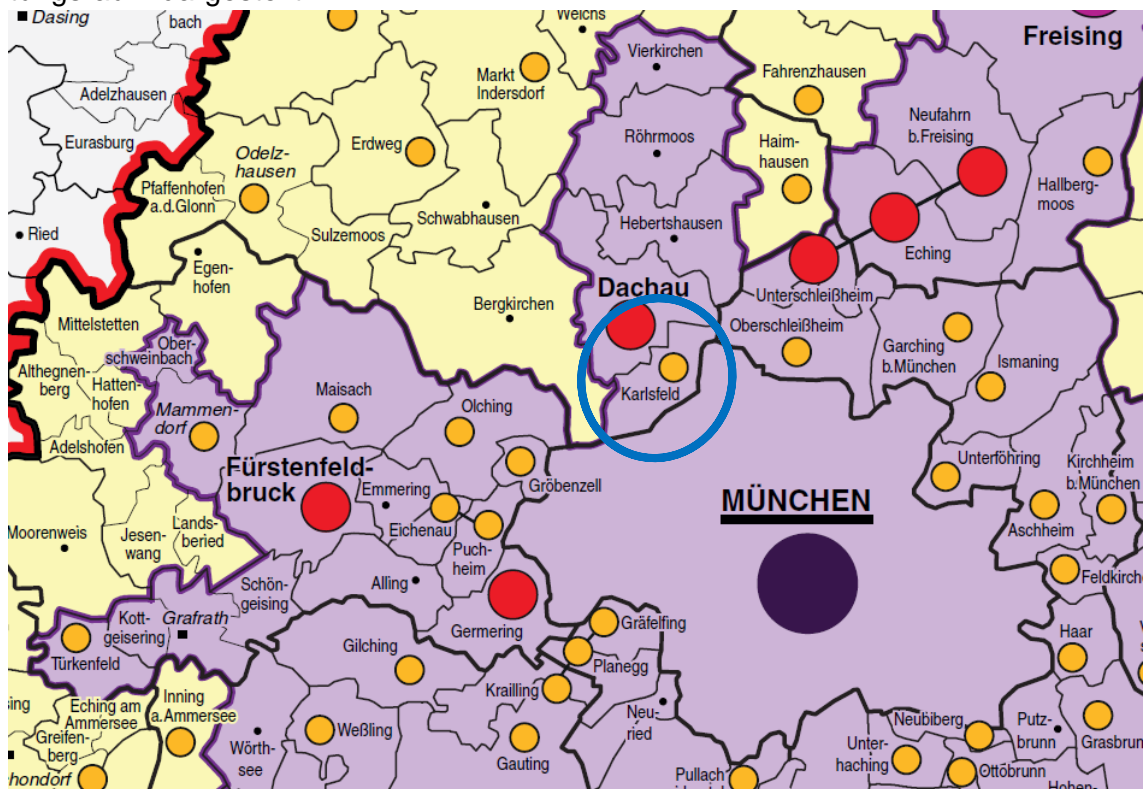 Dasing
bach
Weichs
Freising
Vierkirchen
Adelzhausen
Markt
Indersdorf
Fahrenzhausen
Neufahrn
b.Freising
Eurasburg
Erdweg
Röhrmoos
Haim-
hausen
Odelz-
hausen
Pfaffenhofen
a.d.Glonn
Hallberg-
moos
Schwabhausen
Hebertshausen
Ried
Sulzemoos
Eching
Egen-
hofen
Dachau
Unterschleißheim
Bergkirchen
Mittelstetten
Oberschleißheim
Ober-
schweinbach
Garching
b.München
Ismaning
Althegnen-
berg
Hatten-
hofen
Maisach
Karlsfeld
Mammen-
dorf
Olching
Adelshofen
Unterföhring
Kirchheim
b.München
Fürstenfeld-
bruck
Emmering
Gröbenzell
MÜNCHEN
Moorenweis
Jesen-
wang
Lands-
beried
Eichenau
Aschheim
Puch-
heim
Alling
Feldkirche
Schön-
geising
Kott-
geisering
Grafrath
Germering
Gräfelfing
Haar
Türkenfeld
Gilching
Planegg
Krailling
Eching am
Ammersee
Inning
a.Ammersee
Neu-
ried
Neubiberg
Putz-
brunn
Greifen-
berg
Weßling
Wörth-
see
Gauting
Unter-
haching
Grasbrun
chondorf
Pullach
Ottobrunn
Hohen-